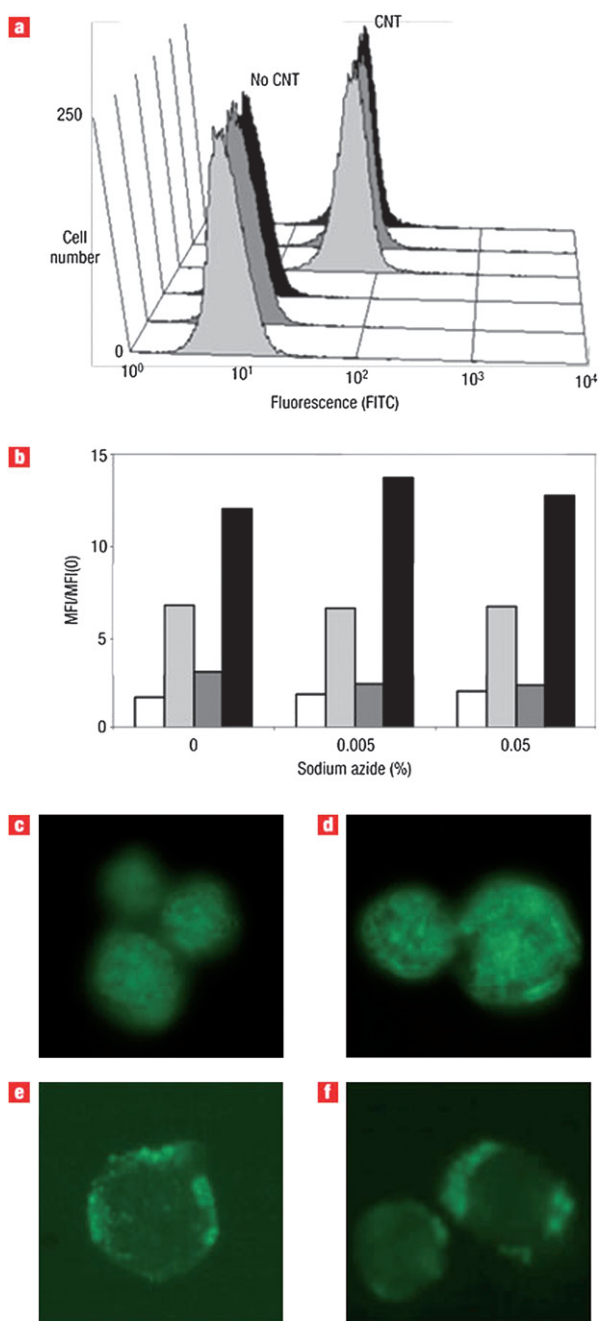 a
CNT
No CNT
250
Cell
number
0
10⁰ 10¹ 10² 10³ 10⁴
Fluorescence (FITC)
b
15
10
5
0
MFI/MFI(0)
0 0.005 0.05
Sodium azide (%)
c d
e f